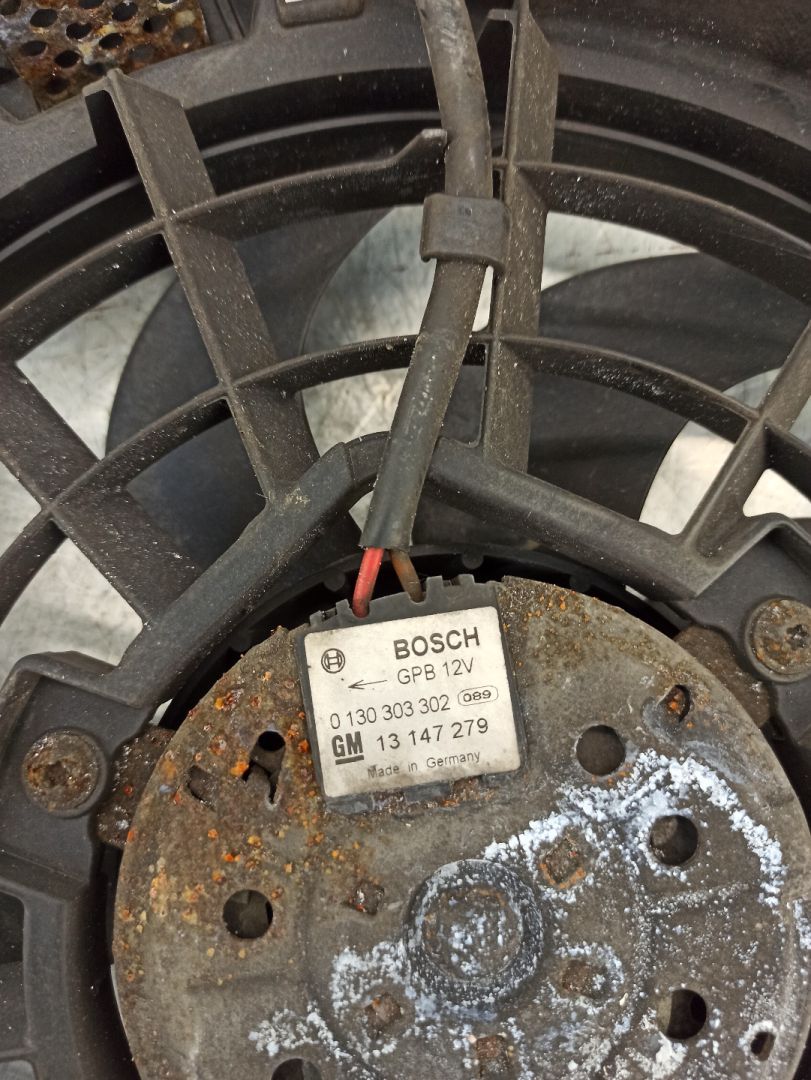 BOSCH
← GPB 12V
0 130 303 302 089
GM 13 147 279
Made in Germany